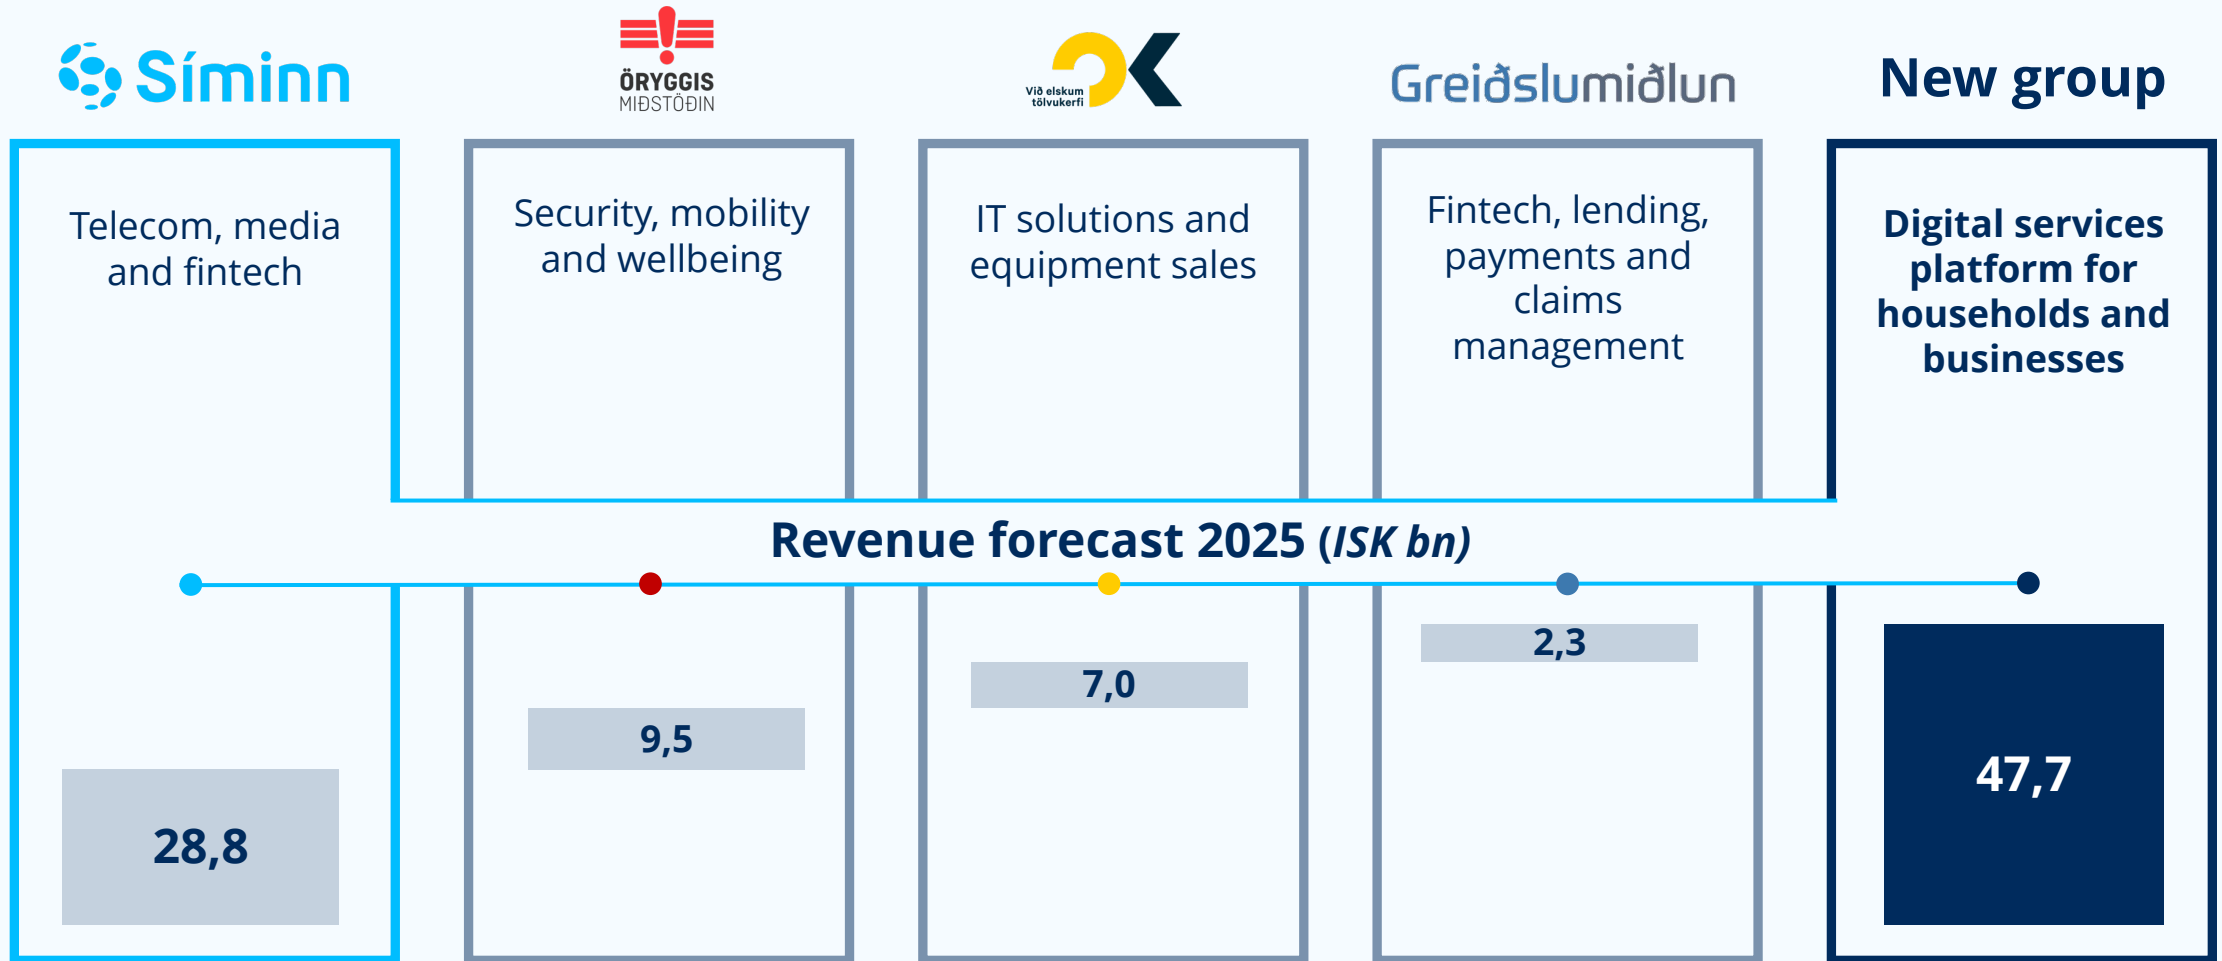 Síminn
ÖRYGGIS
MIÐSTÖÐIN
Við elskum
tölvukerfi
OK
Greiðslumiðlun
New group
Telecom, media
and fintech
Security, mobility
and wellbeing
IT solutions and
equipment sales
Fintech, lending,
payments and
claims
management
Digital services
platform for
households and
businesses
Revenue forecast 2025 (ISK bn)
28,8
9,5
7,0
2,3
47,7